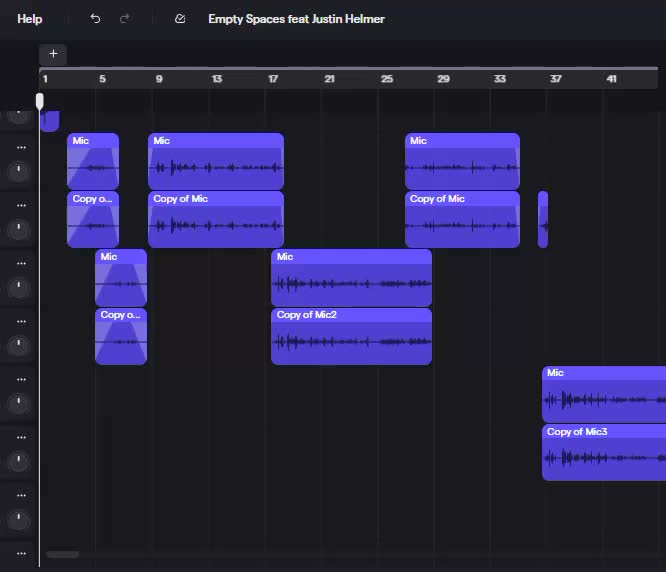 Help Empty Spaces feat Justin Helmer
+
1 5 9 13 17 21 25 29 33 37 41
Mic Mic Mic
Copy o... Copy of Mic Copy of Mic
Mic Mic
Copy o... Copy of Mic2
Mic
Copy of Mic3